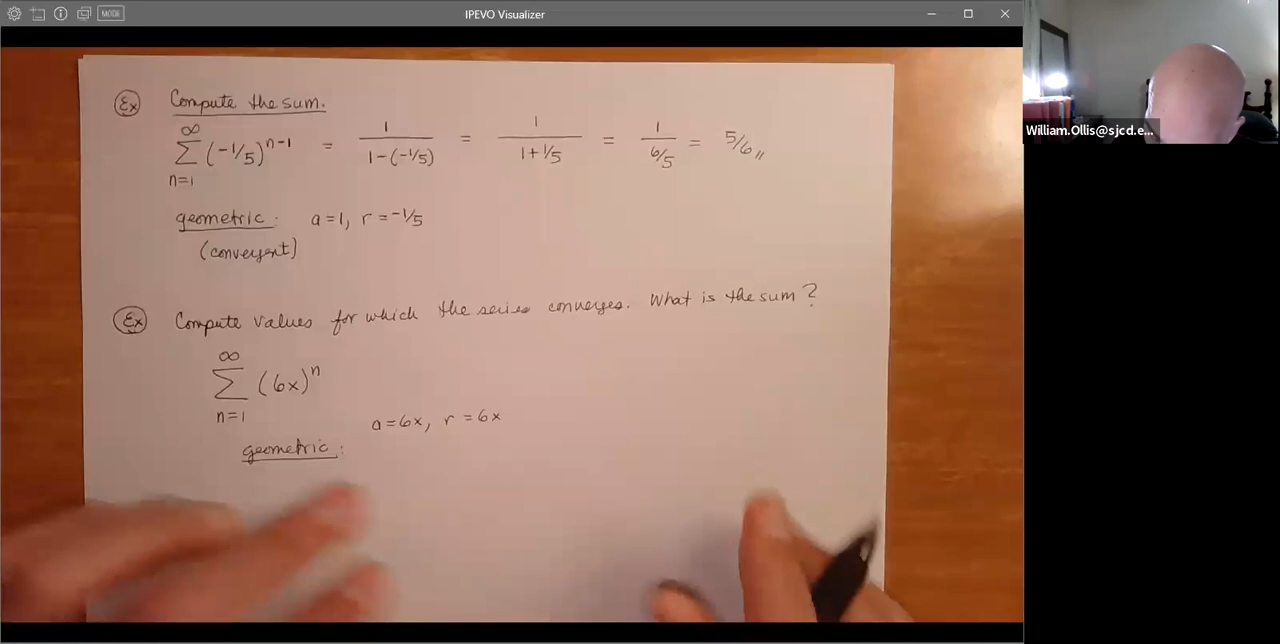 MODE
IPEVO Visualizer
William.Ollis@sjcd.e...
Ex Compute the sum.
∞
∑ (-1/5)^{n-1} = 1/(1-(-1/5)) = 1/(1+1/5) = 1/(6/5) = 5/6 //
n=1
geometric: a=1, r=-1/5
(convergent)
Ex Compute values for which the series converges. What is the sum?
∞
∑ (6x)^n
n=1
a=6x, r=6x
geometric: